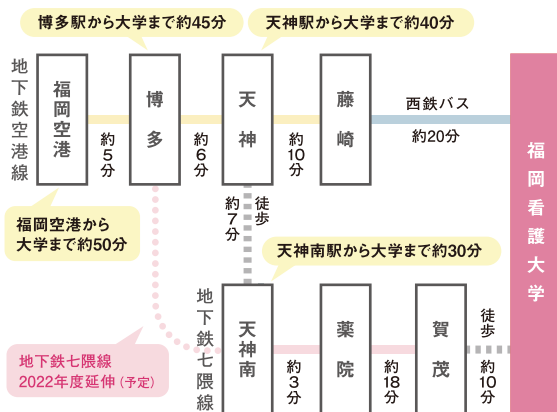 博多駅から大学まで約45分
天神駅から大学まで約40分
地下鉄空港線
福岡空港
博多
天神
藤崎
西鉄バス
約20分
約5分
約6分
約10分
福岡看護大学
福岡空港から
大学まで約50分
約7分
徒歩
天神南駅から大学まで約30分
地下鉄七隈線
天神南
薬院
賀茂
徒歩
約3分
約18分
約10分
地下鉄七隈線
2022年度延伸（予定）